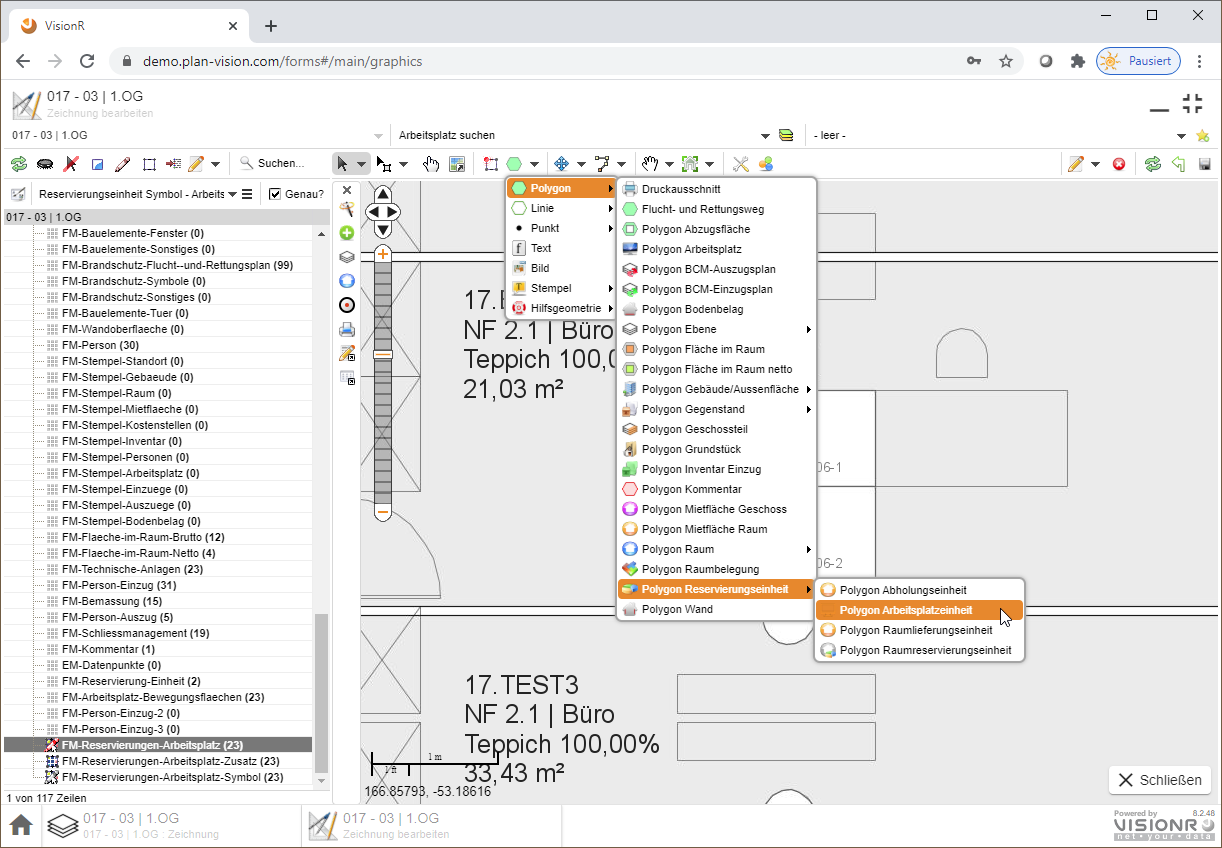 VisionR
demo.plan-vision.com/forms#/main/graphics
Pausiert
017 - 03 | 1.OG
Zeichnung bearbeiten
017 - 03 | 1.OG
Arbeitsplatz suchen
- leer -
Suchen...
Reservierungseinheit Symbol - Arbeits
Genau?
017 - 03 | 1.OG
FM-Bauelemente-Fenster (0)
FM-Bauelemente-Sonstiges (0)
FM-Brandschutz-Flucht--und-Rettungsplan (99)
FM-Brandschutz-Symbole (0)
FM-Brandschutz-Sonstiges (0)
FM-Bauelemente-Tuer (0)
FM-Wandoberflaeche (0)
FM-Person (30)
FM-Stempel-Standort (0)
FM-Stempel-Gebaeude (0)
FM-Stempel-Raum (0)
FM-Stempel-Mietflaeche (0)
FM-Stempel-Kostenstellen (0)
FM-Stempel-Inventar (0)
FM-Stempel-Personen (0)
FM-Stempel-Arbeitsplatz (0)
FM-Stempel-Einzuege (0)
FM-Stempel-Auszuege (0)
FM-Stempel-Bodenbelag (0)
FM-Flaeche-im-Raum-Brutto (12)
FM-Flaeche-im-Raum-Netto (4)
FM-Technische-Anlagen (23)
FM-Person-Einzug (31)
FM-Bemassung (15)
FM-Person-Auszug (5)
FM-Schliessmanagement (19)
FM-Kommentar (1)
EM-Datenpunkte (0)
FM-Reservierung-Einheit (2)
FM-Arbeitsplatz-Bewegungsflaechen (23)
FM-Person-Einzug-2 (0)
FM-Person-Einzug-3 (0)
FM-Reservierungen-Arbeitsplatz (23)
FM-Reservierungen-Arbeitsplatz-Zusatz (23)
FM-Reservierungen-Arbeitsplatz-Symbol (23)
1 von 117 Zeilen
Polygon
Linie
Punkt
Text
Bild
Stempel
Hilfsgeometrie
Druckausschnitt
Flucht- und Rettungsweg
Polygon Abzugsfläche
Polygon Arbeitsplatz
Polygon BCM-Auszugsplan
Polygon BCM-Einzugsplan
Polygon Bodenbelag
Polygon Ebene
Polygon Fläche im Raum
Polygon Fläche im Raum netto
Polygon Gebäude/Aussenfläche
Polygon Gegenstand
Polygon Geschossteil
Polygon Grundstück
Polygon Inventar Einzug
Polygon Kommentar
Polygon Mietfläche Geschoss
Polygon Mietfläche Raum
Polygon Raum
Polygon Raumbelegung
Polygon Reservierungseinheit
Polygon Wand
Polygon Abholungseinheit
Polygon Arbeitsplatzeinheit
Polygon Raumlieferungseinheit
Polygon Raumreservierungseinheit
17.
NF 2.1 | Büro
Teppich 100,0
21,03 m²
06-1
06-2
17.TEST3
NF 2.1 | Büro
Teppich 100,00%
33,43 m²
1 m
1 ft
166.85793, -53.18616
Schließen
017 - 03 | 1.OG
017 - 03 | 1.OG : Zeichnung
017 - 03 | 1.OG
Zeichnung bearbeiten
Powered by 8.2.48
VISIONR
net • your • data